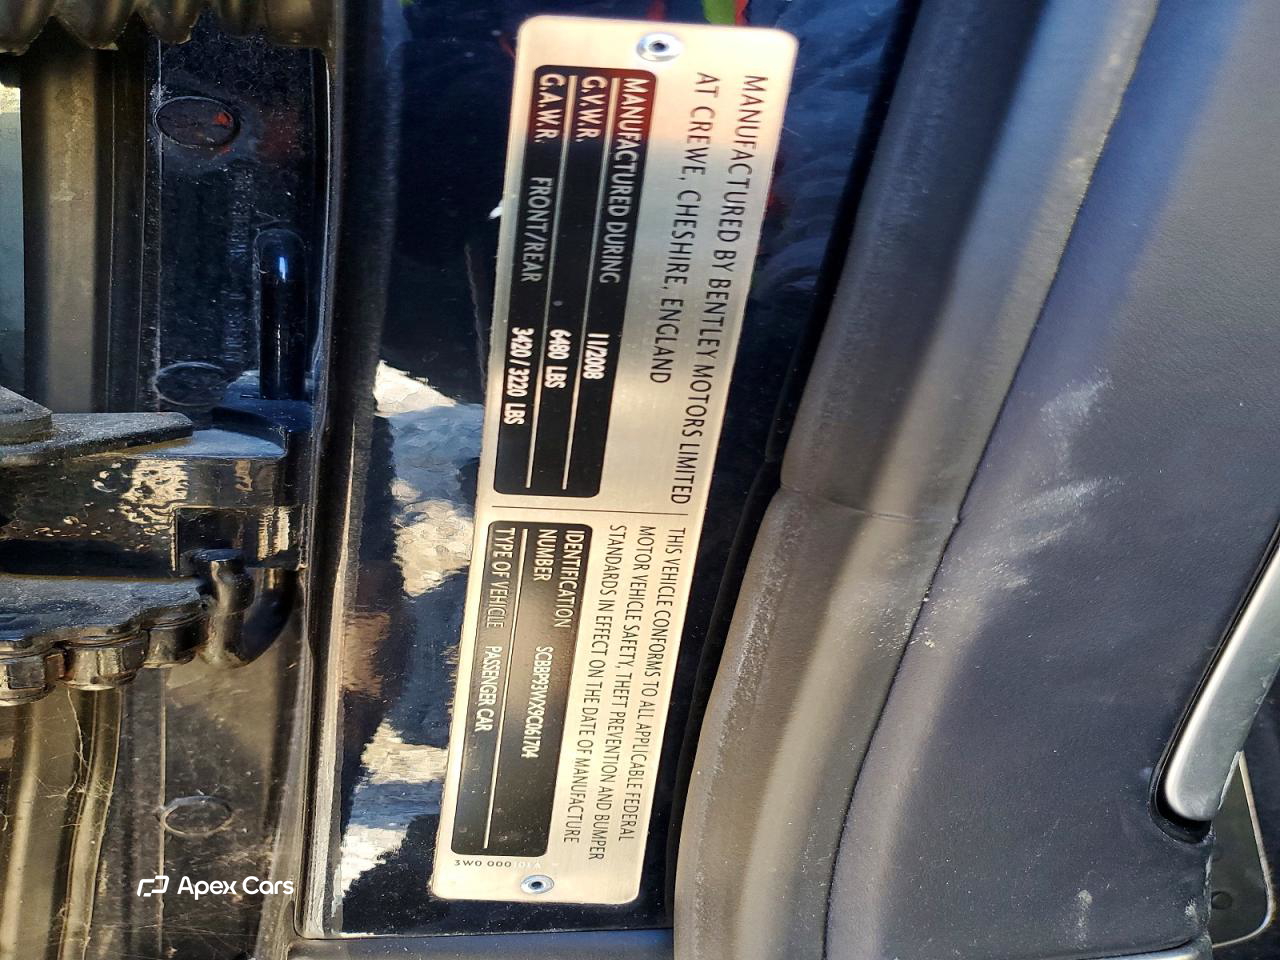 MANUFACTURED BY BENTLEY MOTORS LIMITED
AT CREWE, CHESHIRE, ENGLAND
MANUFACTURED DURING 11/2008
G.V.W.R. 6480 LBS
G.A.W.R. FRONT/REAR 3420 / 3220 LBS
THIS VEHICLE CONFORMS TO ALL APPLICABLE FEDERAL
MOTOR VEHICLE SAFETY, THEFT PREVENTION AND BUMPER
STANDARDS IN EFFECT ON THE DATE OF MANUFACTURE
IDENTIFICATION
NUMBER SCBBP93WX9C061704
TYPE OF VEHICLE PASSENGER CAR
3W0 000
Apex Cars